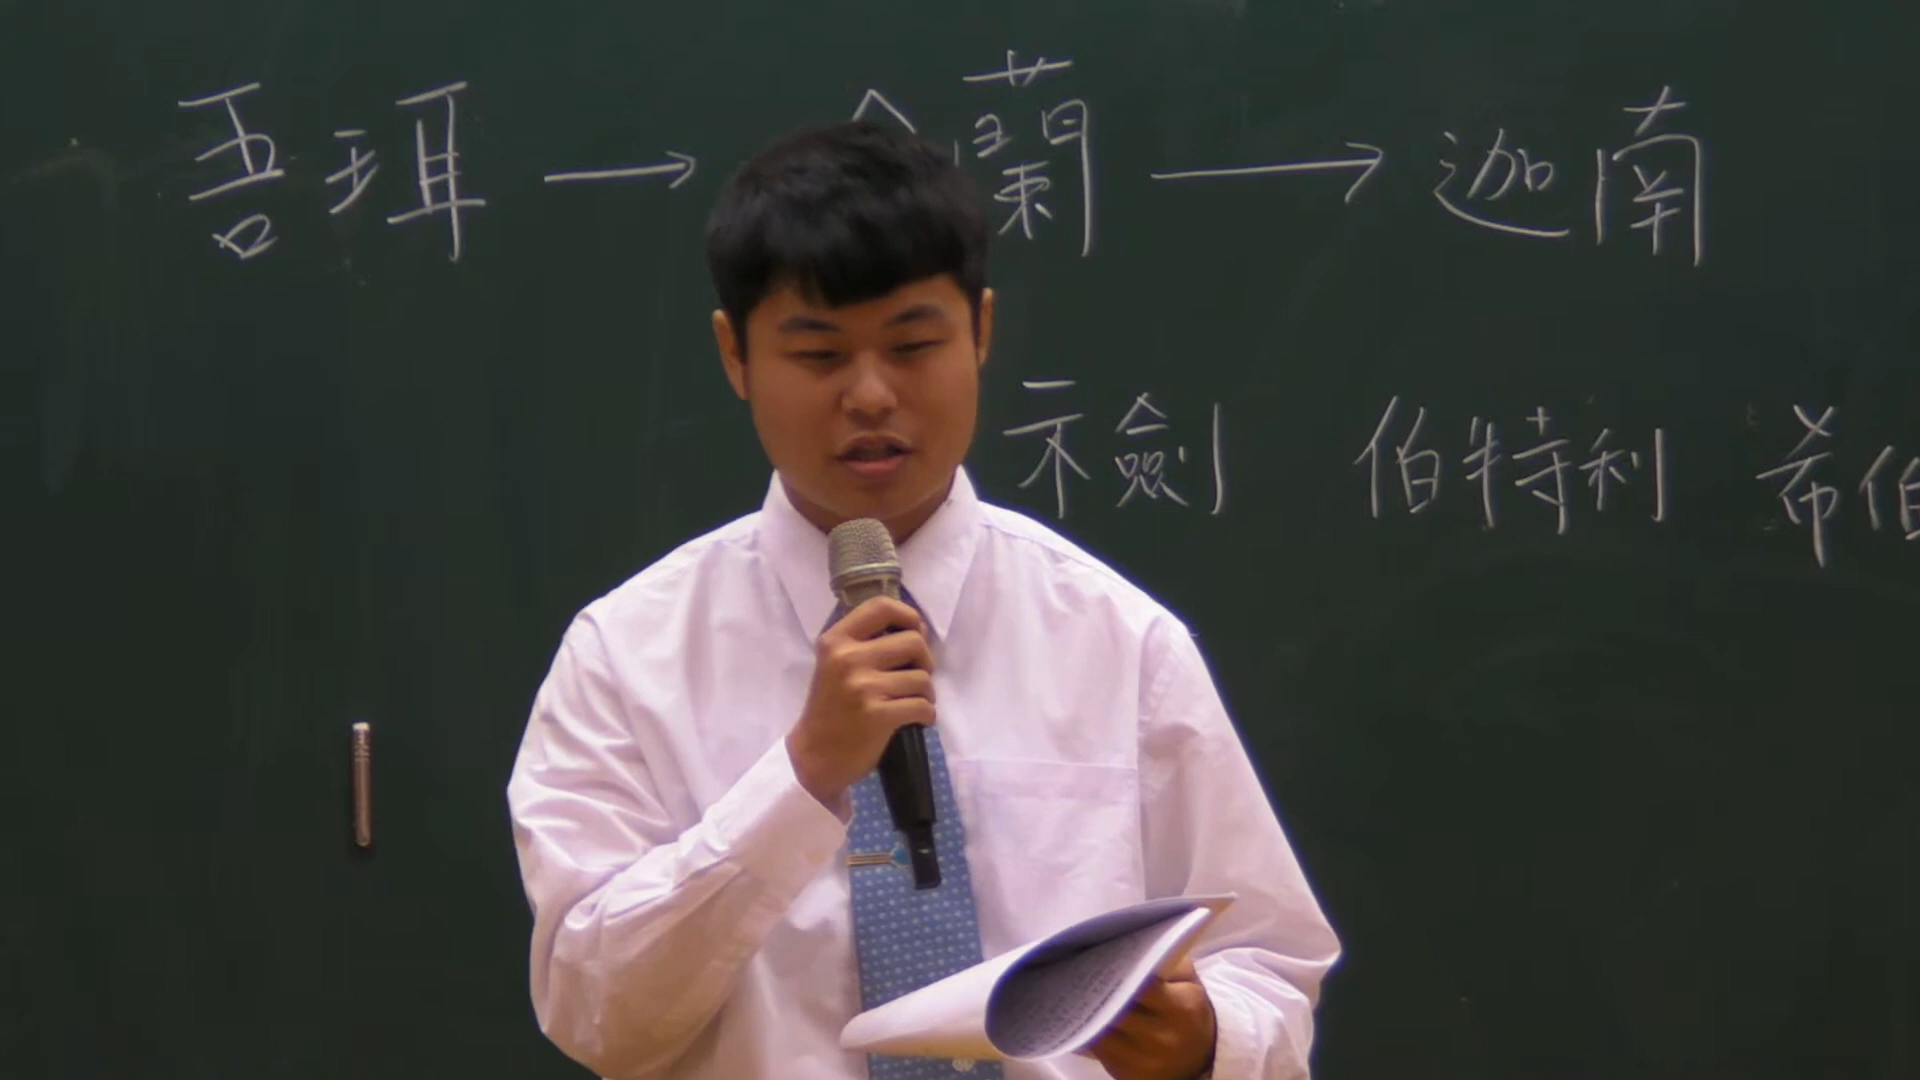 吾珥 → 蘭 → 迦南
示劍 伯特利 希伯